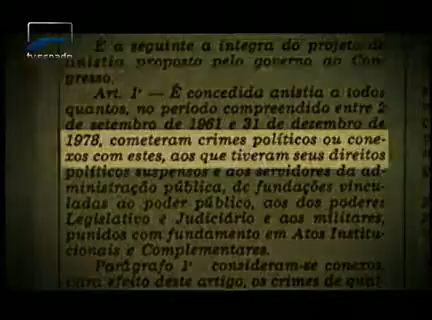 tvsenado
É a seguinte a íntegra do projeto de
anistia proposto pelo governo ao Con-
gresso.
Art. 1º — É concedida anistia a todos
quantos, no período compreendido entre 2
de setembro de 1961 e 31 de dezembro de
1978, cometeram crimes políticos ou cone-
xos com estes, aos que tiveram seus direitos
políticos suspensos e aos servidores da ad-
ministração pública, de fundações vincu-
ladas ao poder público, aos dos poderes
Legislativo e Judiciário e aos militares,
punidos com fundamento em Atos Institu-
cionais e Complementares.
Parágrafo 1º consideram-se conexos,
para efeito deste artigo, os crimes de qual-